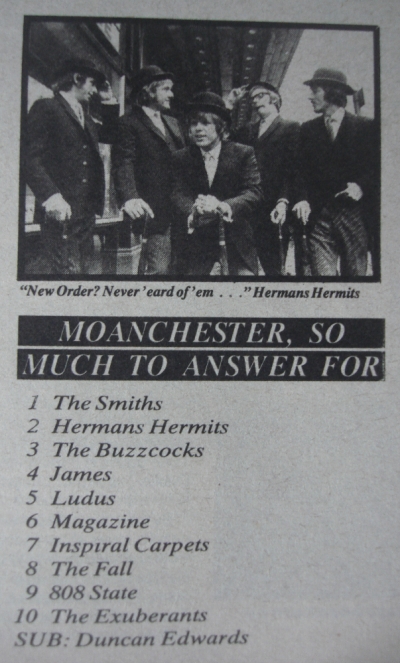 "New Order? Never 'eard of 'em . . ." Hermans Hermits
MOANCHESTER, SO
MUCH TO ANSWER FOR
1 The Smiths
2 Hermans Hermits
3 The Buzzcocks
4 James
5 Ludus
6 Magazine
7 Inspiral Carpets
8 The Fall
9 808 State
10 The Exuberants
SUB: Duncan Edwards